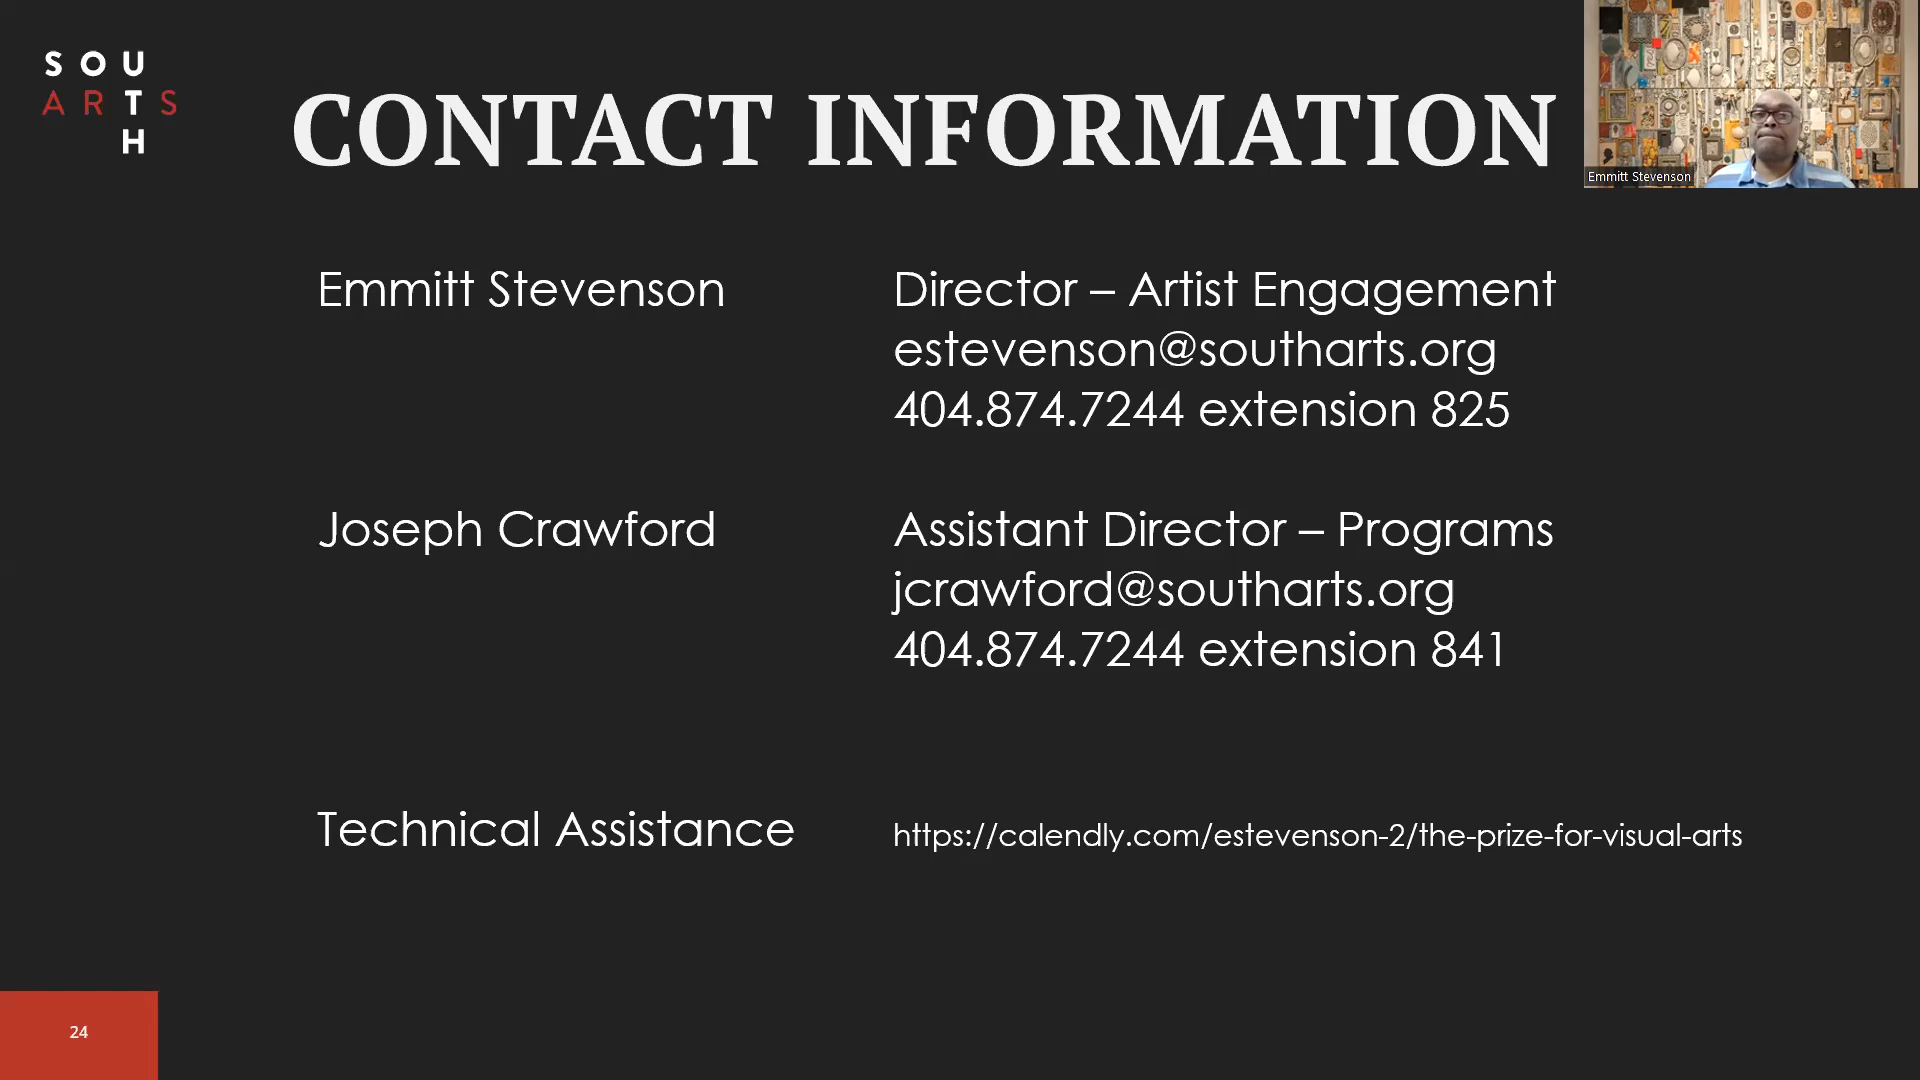 SOU
ARTS
H
CONTACT INFORMATION
Emmitt Stevenson
Emmitt Stevenson
Director – Artist Engagement
estevenson@southarts.org
404.874.7244 extension 825
Joseph Crawford
Assistant Director – Programs
jcrawford@southarts.org
404.874.7244 extension 841
Technical Assistance
https://calendly.com/estevenson-2/the-prize-for-visual-arts
24